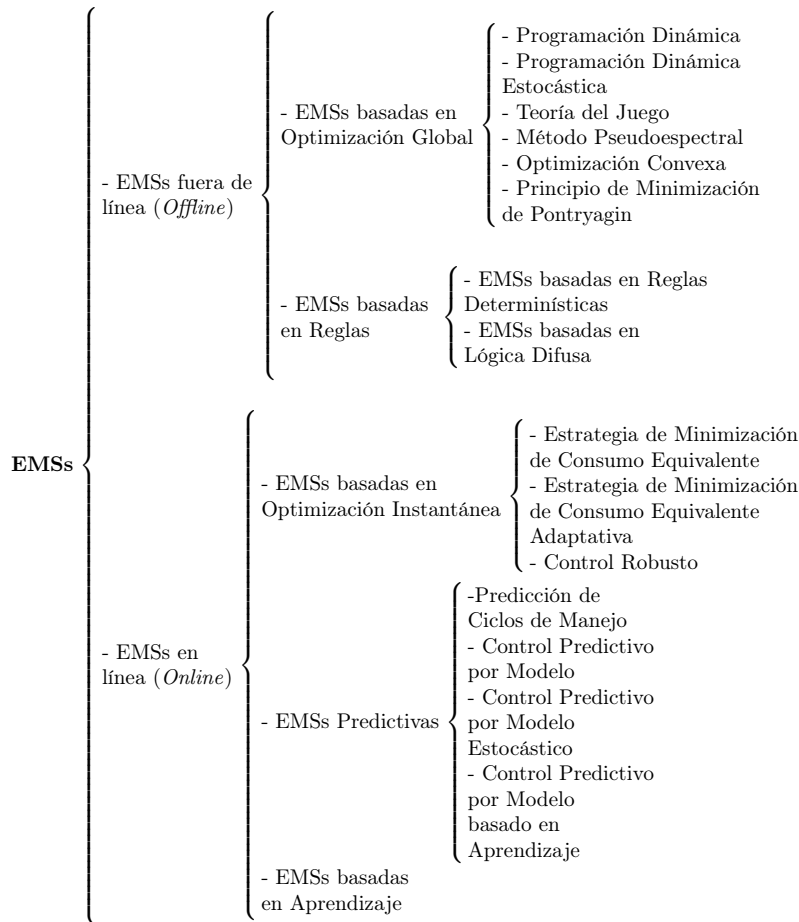 EMSs
- EMSs fuera de
línea (Offline)
- EMSs basadas en
Optimización Global
- Programación Dinámica
- Programación Dinámica
Estocástica
- Teoría del Juego
- Método Pseudoespectral
- Optimización Convexa
- Principio de Minimización
de Pontryagin
- EMSs basadas
en Reglas
- EMSs basadas en Reglas
Determinísticas
- EMSs basadas en
Lógica Difusa
- EMSs en
línea (Online)
- EMSs basadas en
Optimización Instantánea
- Estrategia de Minimización
de Consumo Equivalente
- Estrategia de Minimización
de Consumo Equivalente
Adaptativa
- Control Robusto
- EMSs Predictivas
-Predicción de
Ciclos de Manejo
- Control Predictivo
por Modelo
- Control Predictivo
por Modelo
Estocástico
- Control Predictivo
por Modelo
basado en
Aprendizaje
- EMSs basadas
en Aprendizaje